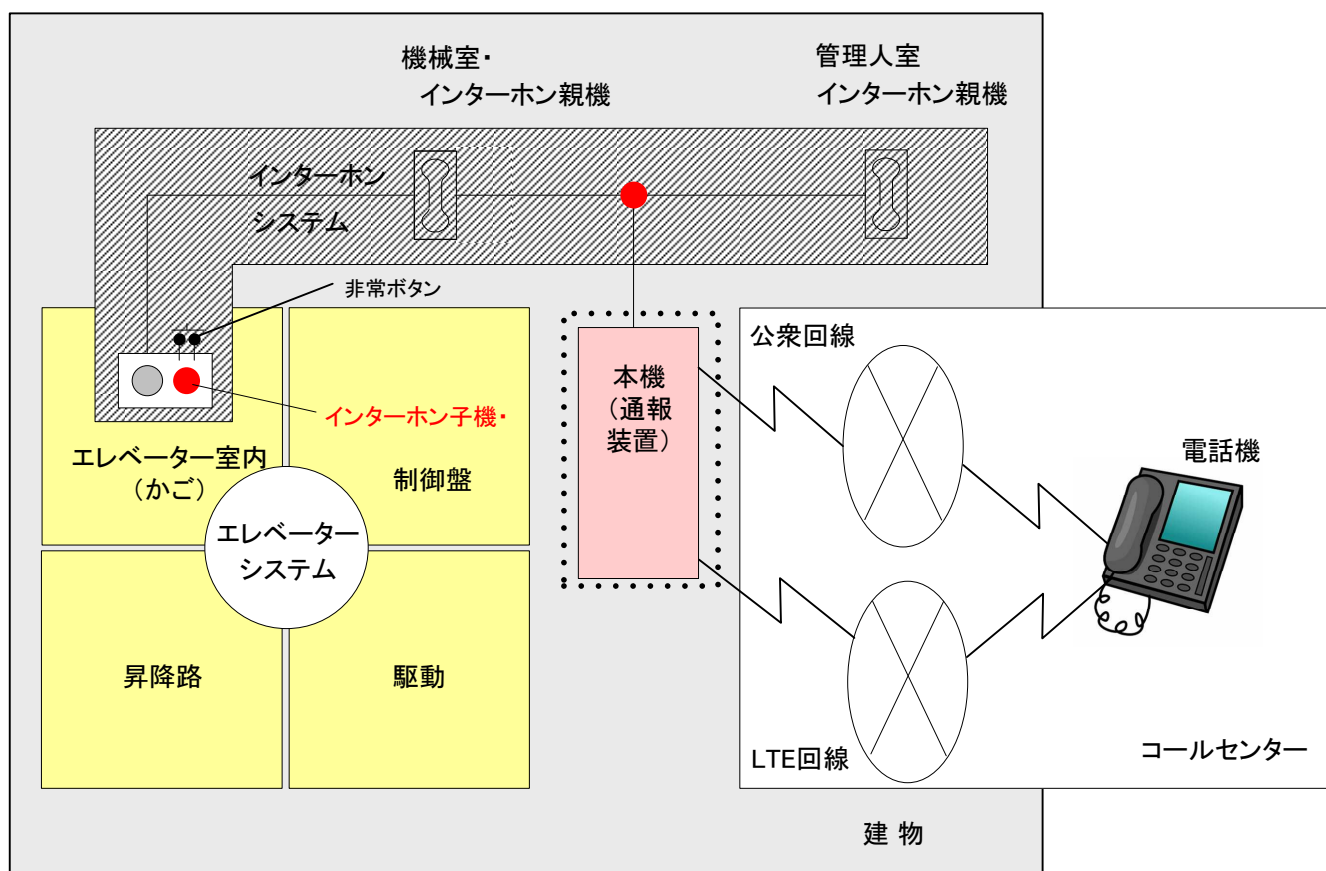 機械室・
インターホン親機
管理人室
インターホン親機
インターホン
システム
非常ボタン
インターホン子機・
エレベーター室内
（かご）
制御盤
エレベーター
システム
昇降路
駆動
本機
（通報
装置）
公衆回線
電話機
LTE回線
コールセンター
建 物